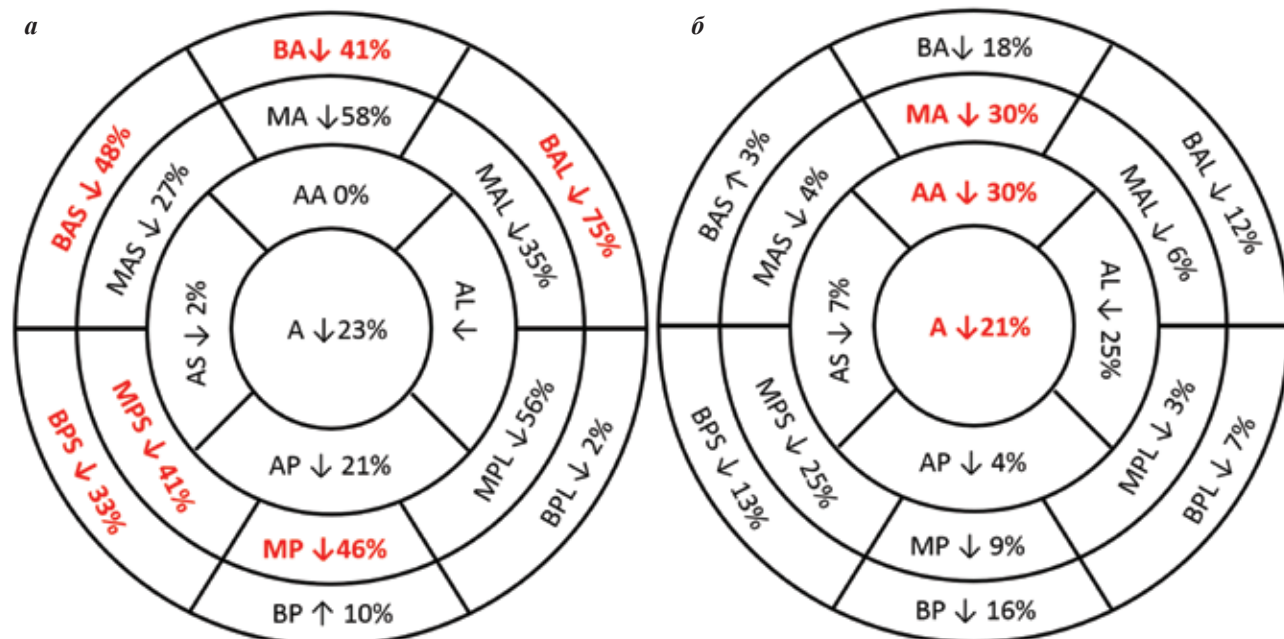 а
BA↓ 41%
MA ↓58%
AA 0%
BAS ↓ 48%
MAS ↓ 27%
AS ↓ 2%
A ↓23%
AL ↓
MAL ↓35%
BAL ↓ 75%
BPS ↓ 33%
MPS ↓ 41%
AP ↓ 21%
MP ↓46%
BP ↑ 10%
MPL ↓56%
BPL ↓ 2%
б
BA↓ 18%
MA ↓ 30%
AA ↓ 30%
BAS ↑ 3%
MAS ↓ 4%
AS ↓ 7%
A ↓21%
AL ↓ 25%
MAL ↓ 6%
BAL ↓ 12%
BPS ↓ 13%
MPS ↓ 25%
AP ↓ 4%
MP ↓ 9%
BP ↓ 16%
MPL ↓ 3%
BPL ↓ 7%